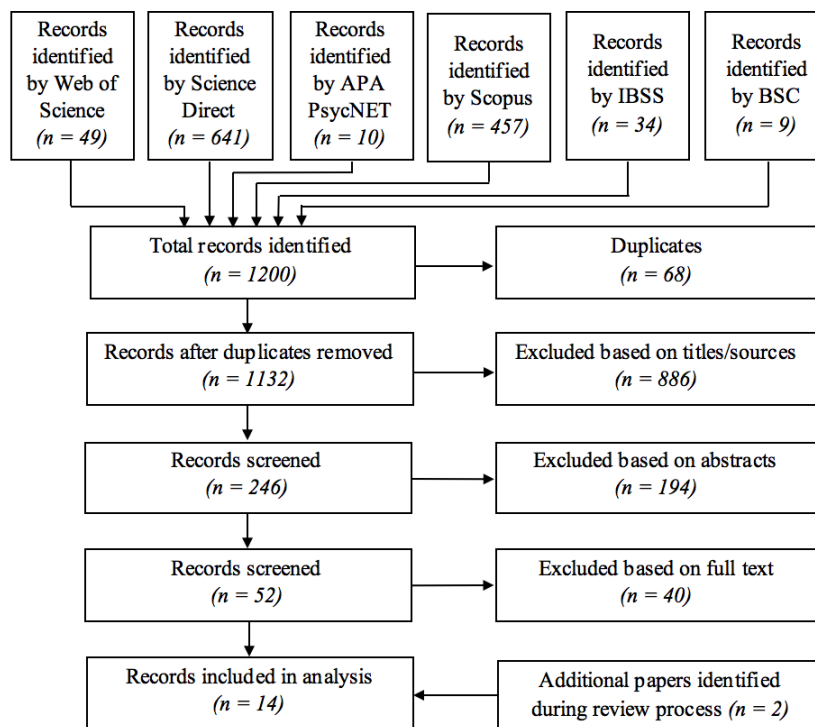 Records
identified
by Web of
Science
(n = 49)
Records
identified
by Science
Direct
(n = 641)
Records
identified
by APA
PsycNET
(n = 10)
Records
identified
by Scopus
(n = 457)
Records
identified
by IBSS
(n = 34)
Records
identified
by BSC
(n = 9)
Total records identified
(n = 1200)
Duplicates
(n = 68)
Records after duplicates removed
(n = 1132)
Excluded based on titles/sources
(n = 886)
Records screened
(n = 246)
Excluded based on abstracts
(n = 194)
Records screened
(n = 52)
Excluded based on full text
(n = 40)
Records included in analysis
(n = 14)
Additional papers identified
during review process (n = 2)